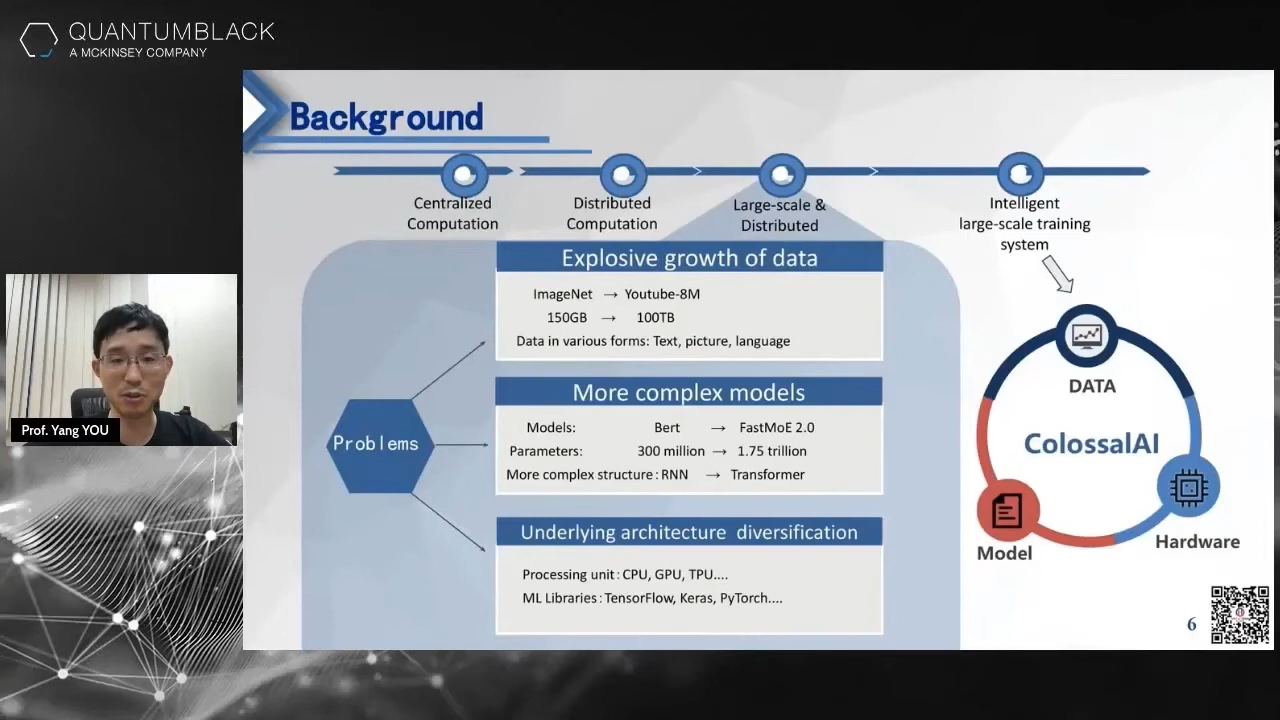 QUANTUMBLACK
A MCKINSEY COMPANY
Background
Centralized
Computation
Distributed
Computation
Large-scale &
Distributed
Intelligent
large-scale training
system
Problems
Explosive growth of data
ImageNet → Youtube-8M
150GB → 100TB
Data in various forms: Text, picture, language
More complex models
Models: Bert → FastMoE 2.0
Parameters: 300 million → 1.75 trillion
More complex structure: RNN → Transformer
Underlying architecture diversification
Processing unit: CPU, GPU, TPU....
ML Libraries: TensorFlow, Keras, PyTorch....
DATA
ColossalAI
Model
Hardware
6
Prof. Yang YOU